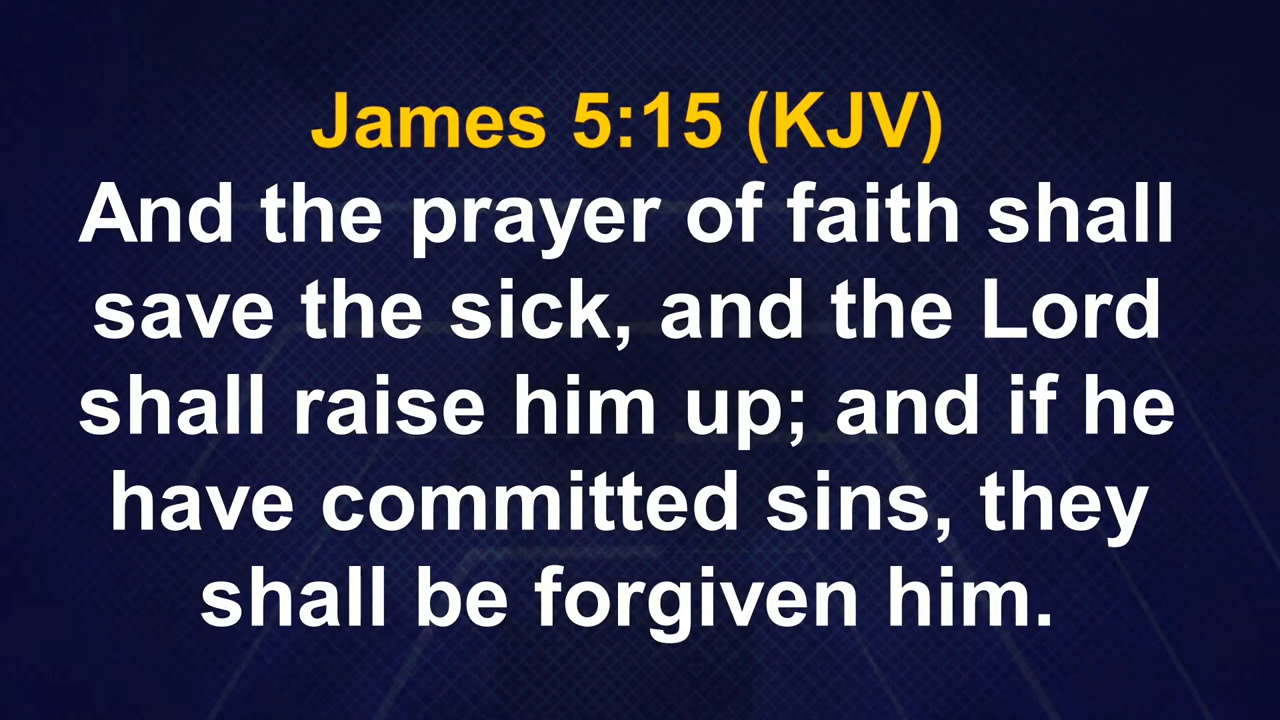 James 5:15 (KJV)
And the prayer of faith shall
save the sick, and the Lord
shall raise him up; and if he
have committed sins, they
shall be forgiven him.